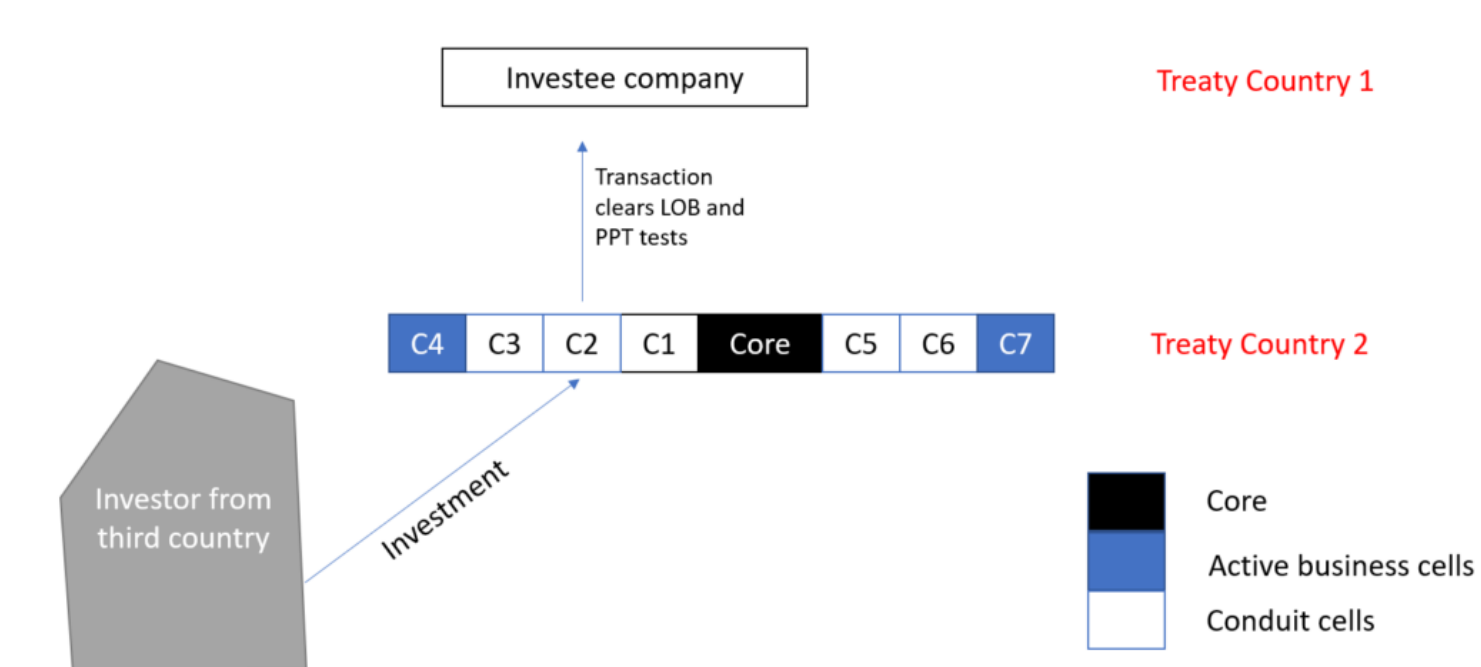 Investee company
Treaty Country 1
Transaction
clears LOB and
PPT tests
C4 C3 C2 C1 Core C5 C6 C7
Treaty Country 2
Investor from
third country
Investment
Core
Active business cells
Conduit cells